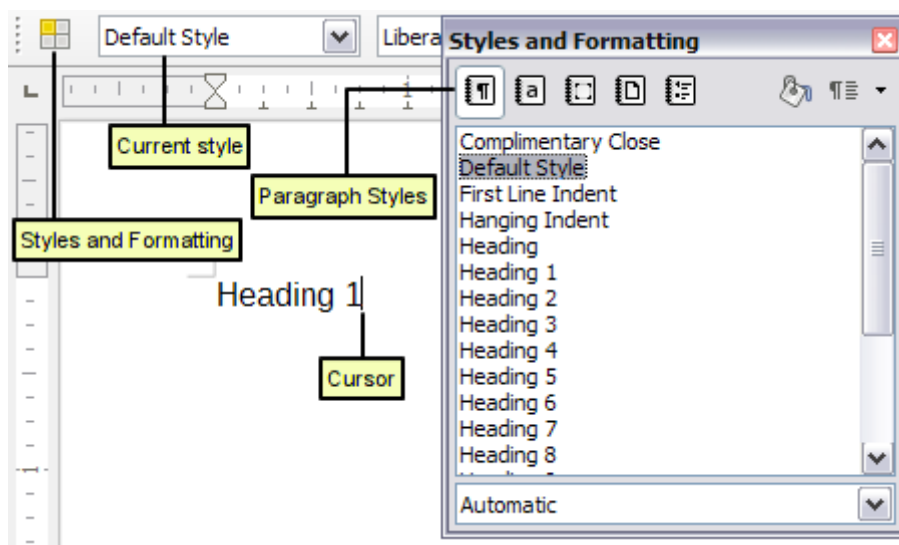 Default Style
Libera
Styles and Formatting
Current style
Paragraph Styles
Styles and Formatting
Heading 1
Cursor
Complimentary Close
Default Style
First Line Indent
Hanging Indent
Heading
Heading 1
Heading 2
Heading 3
Heading 4
Heading 5
Heading 6
Heading 7
Heading 8
Automatic